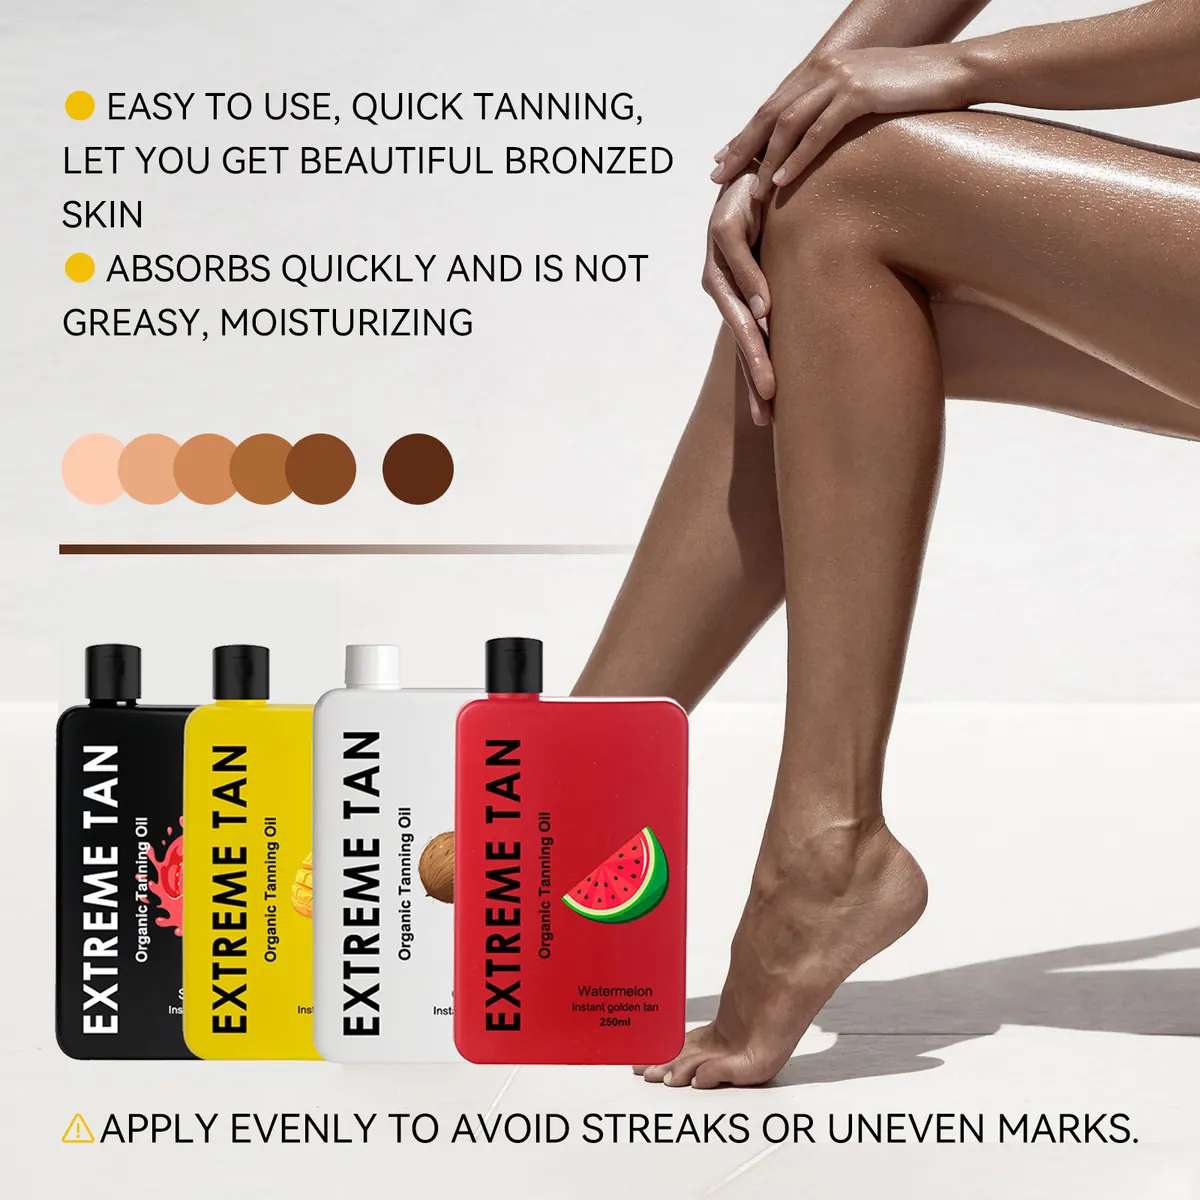 EASY TO USE, QUICK TANNING,
LET YOU GET BEAUTIFUL BRONZED
SKIN
ABSORBS QUICKLY AND IS NOT
GREASY, MOISTURIZING
EXTREME TAN
Organic Tanning Oil
EXTREME TAN
Organic Tanning Oil
EXTREME TAN
Organic Tanning Oil
EXTREME TAN
Organic Tanning Oil
Watermelon
Instant golden tan
250ml
APPLY EVENLY TO AVOID STREAKS OR UNEVEN MARKS.